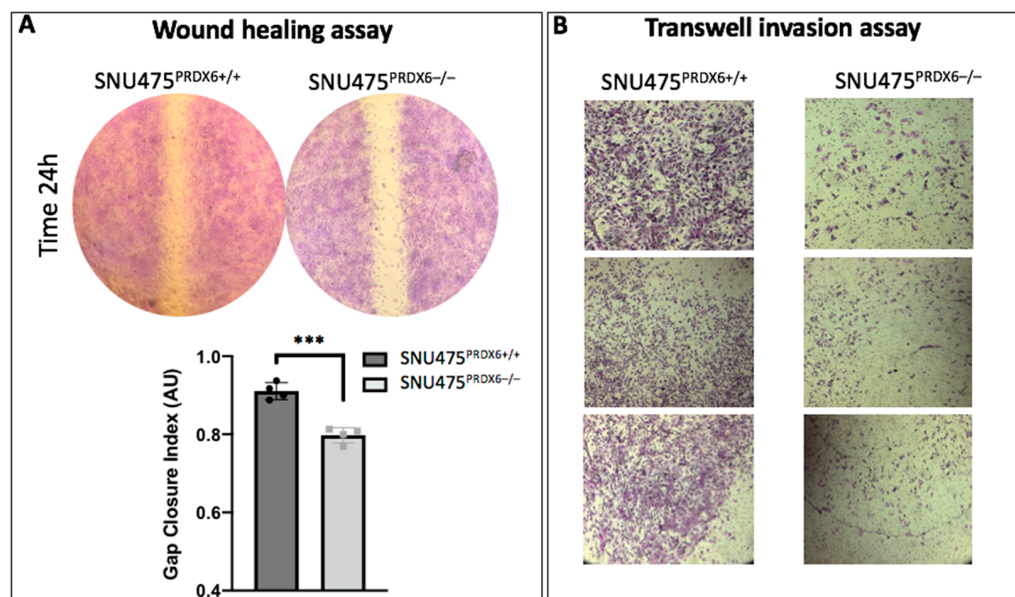 A
Wound healing assay
SNU475PRDX6+/+
SNU475PRDX6–/–
Time 24h
***
SNU475PRDX6+/+
SNU475PRDX6–/–
Gap Closure Index (AU)
1.0
0.8
0.6
0.4
B
Transwell invasion assay
SNU475PRDX6+/+
SNU475PRDX6–/–